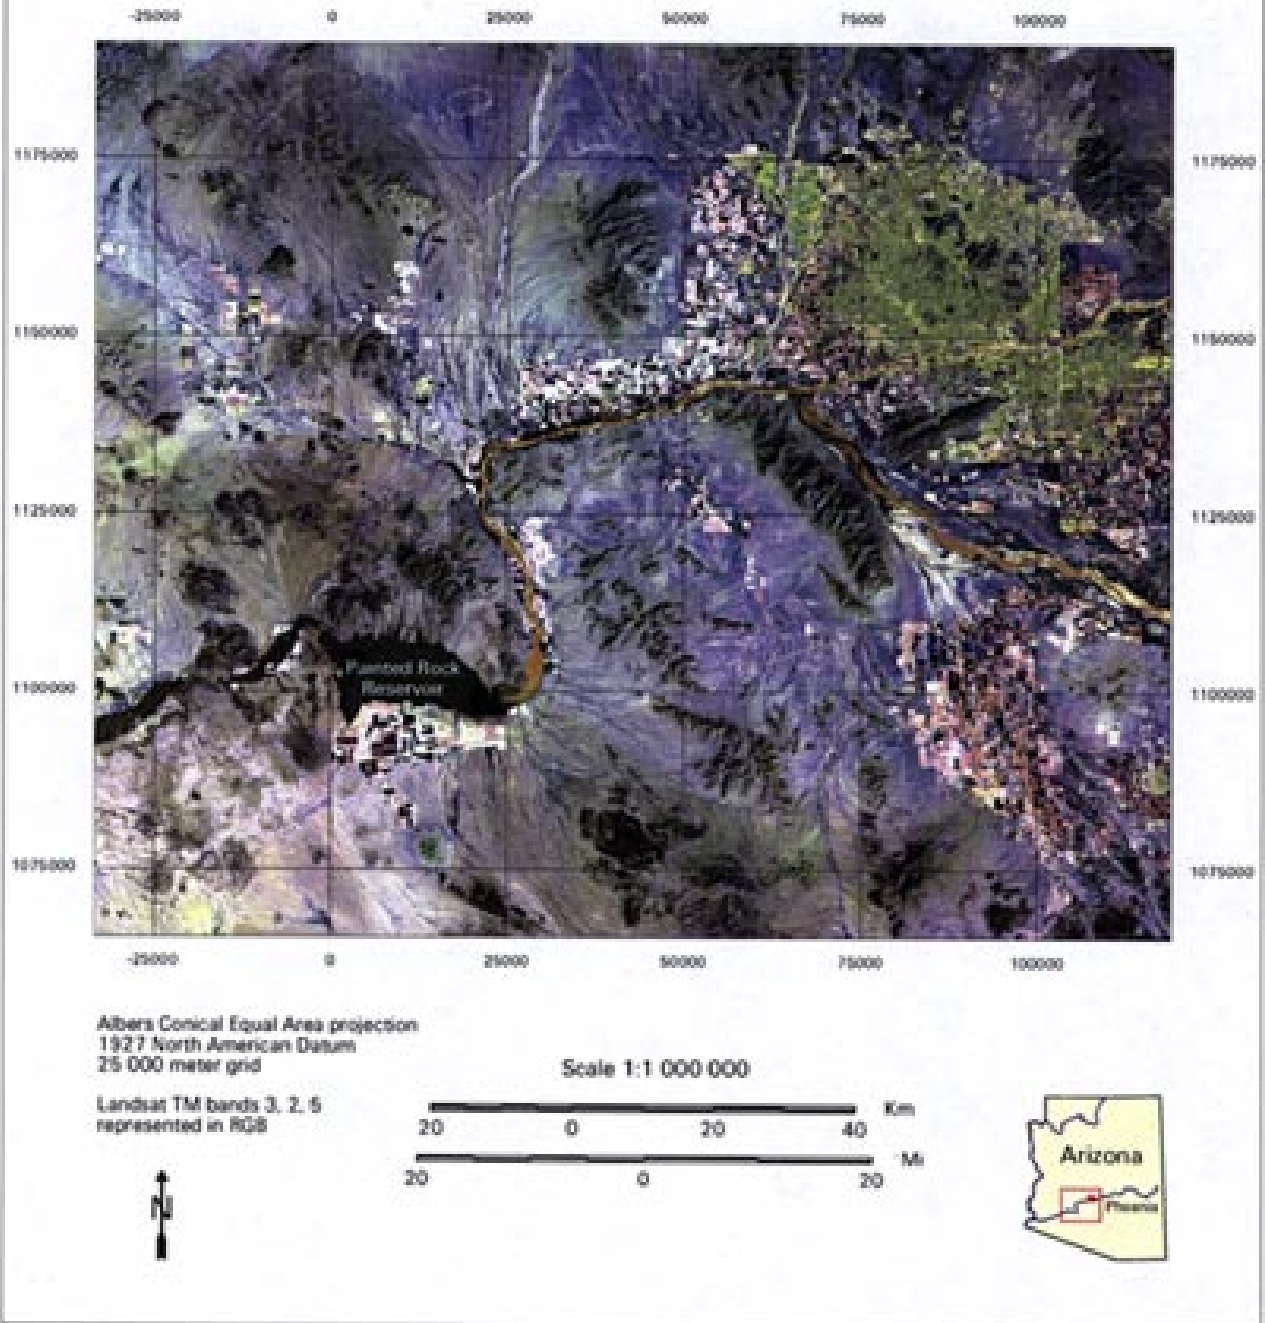 -25000 0 25000 50000 75000 100000
1175000 1175000
1150000 1150000
1125000 1125000
Painted Rock
Reservoir
1100000 1100000
1075000 1075000
-25000 0 25000 50000 75000 100000
Albers Conical Equal Area projection
1927 North American Datum
25 000 meter grid
Landsat TM bands 3, 2, 5
represented in RGB
N
Scale 1:1 000 000
Km
20 0 20 40
Mi
20 0 20
Arizona
Phoenix